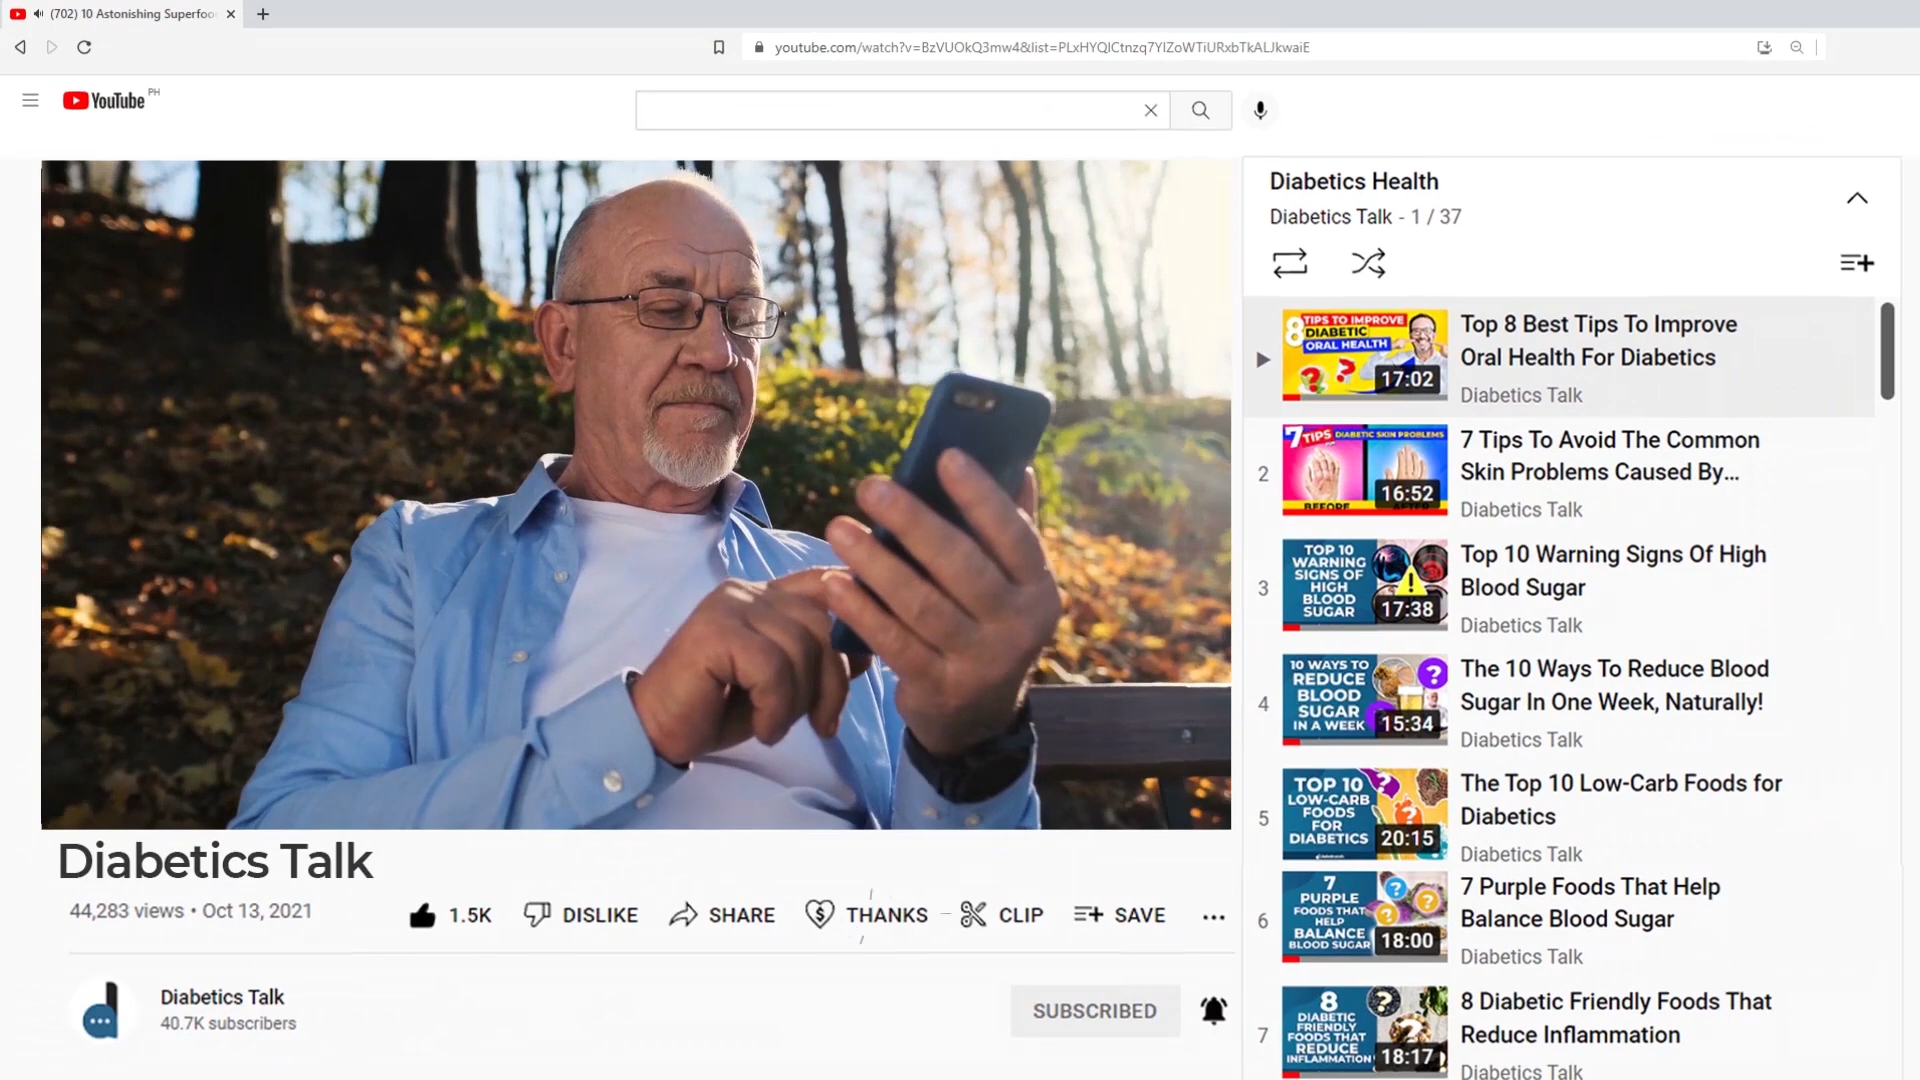 (702) 10 Astonishing Superfoo
youtube.com/watch?v=BzVUOkQ3mw4&list=PLxHYQlCtnzq7YlZoWTiURxbTkALJkwaiE
YouTube PH
Diabetics Health
Diabetics Talk - 1 / 37
8 TIPS TO IMPROVE
DIABETIC
ORAL HEALTH
17:02
Top 8 Best Tips To Improve
Oral Health For Diabetics
Diabetics Talk
2
7 TIPS DIABETIC SKIN PROBLEMS
BEFORE AFTER
16:52
7 Tips To Avoid The Common
Skin Problems Caused By...
Diabetics Talk
3
TOP 10
WARNING
SIGNS OF
HIGH
BLOOD
SUGAR
17:38
Top 10 Warning Signs Of High
Blood Sugar
Diabetics Talk
4
10 WAYS TO
REDUCE
BLOOD
SUGAR
IN A WEEK
15:34
The 10 Ways To Reduce Blood
Sugar In One Week, Naturally!
Diabetics Talk
5
TOP 10
LOW-CARB
FOODS
FOR
DIABETICS
20:15
The Top 10 Low-Carb Foods for
Diabetics
Diabetics Talk
6
7
PURPLE
FOODS THAT
HELP
BALANCE
BLOOD SUGAR
18:00
7 Purple Foods That Help
Balance Blood Sugar
Diabetics Talk
7
8
DIABETIC
FRIENDLY
FOODS THAT
REDUCE
INFLAMMATION
18:17
8 Diabetic Friendly Foods That
Reduce Inflammation
Diabetics Talk
Diabetics Talk
44,283 views • Oct 13, 2021
1.5K DISLIKE SHARE THANKS CLIP SAVE
Diabetics Talk
40.7K subscribers
SUBSCRIBED